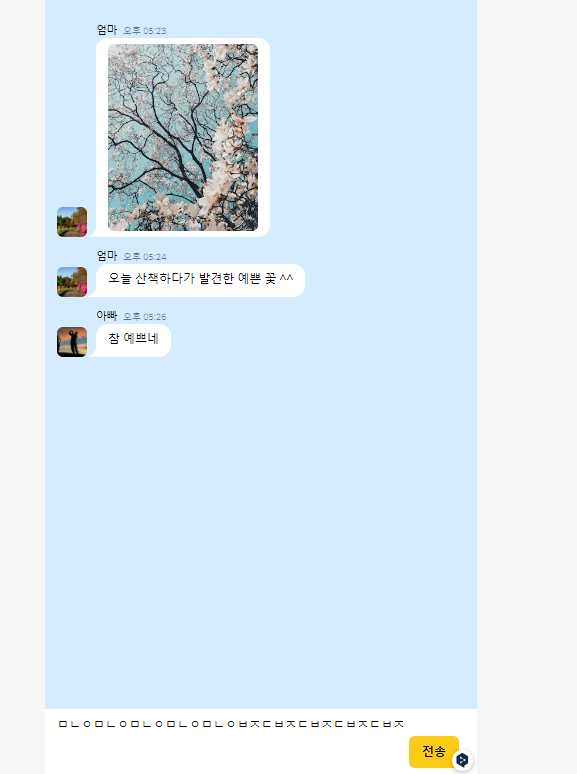 엄마 오후 05:23
엄마 오후 05:24
오늘 산책하다가 발견한 예쁜 꽃 ^^
아빠 오후 05:26
참 예쁘네
ㅁㄴㅇㅁㄴㅇㅁㄴㅇㅁㄴㅇㅁㄴㅇㅂㅈㄷㅂㅈㄷㅂㅈㄷㅂㅈㄷㅂㅈ
전송